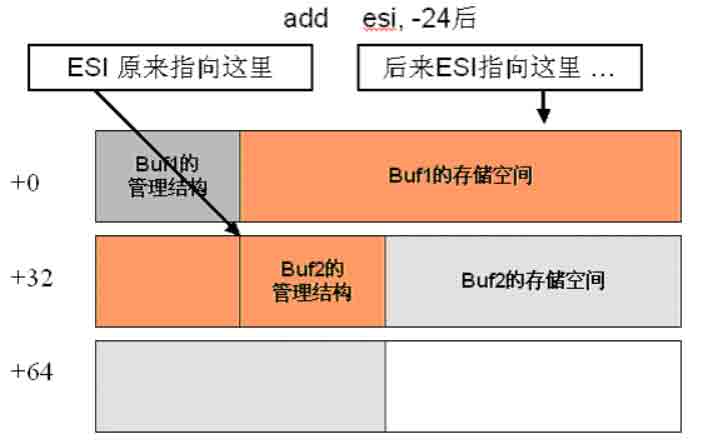 add esi, -24后
ESI 原来指向这里
后来ESI指向这里 ...
+0
Buf1的
管理结构
Buf1的存储空间
+32
Buf2的
管理结构
Buf2的存储空间
+64